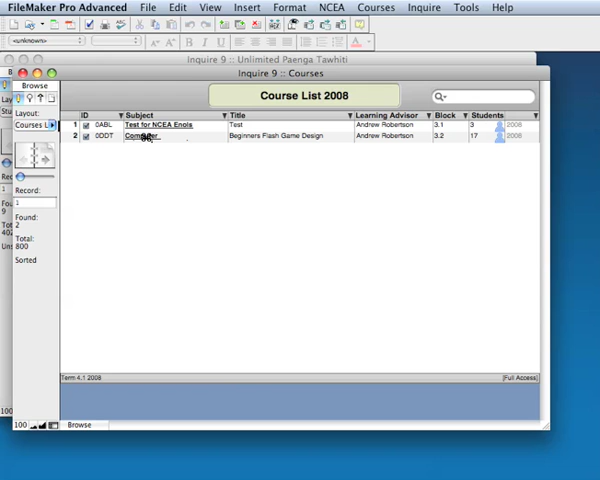 FileMaker Pro Advanced File Edit View Insert Format NCEA Courses Inquire Tools Help
<unknown>
Inquire 9 :: Unlimited Paenga Tawhiti
Inquire 9 :: Courses
Browse
Course List 2008
Layout:
Courses L
ID Subject Title Learning Advisor Block Students
1 0ABL Test for NCEA Enols Test Andrew Robertson 3.1 3 2008
2 0DDT Computer Beginners Flash Game Design Andrew Robertson 3.2 17 2008
Record:
1
Found:
2
Total:
800
Sorted
Term 4.1 2008 [Full Access]
100 Browse